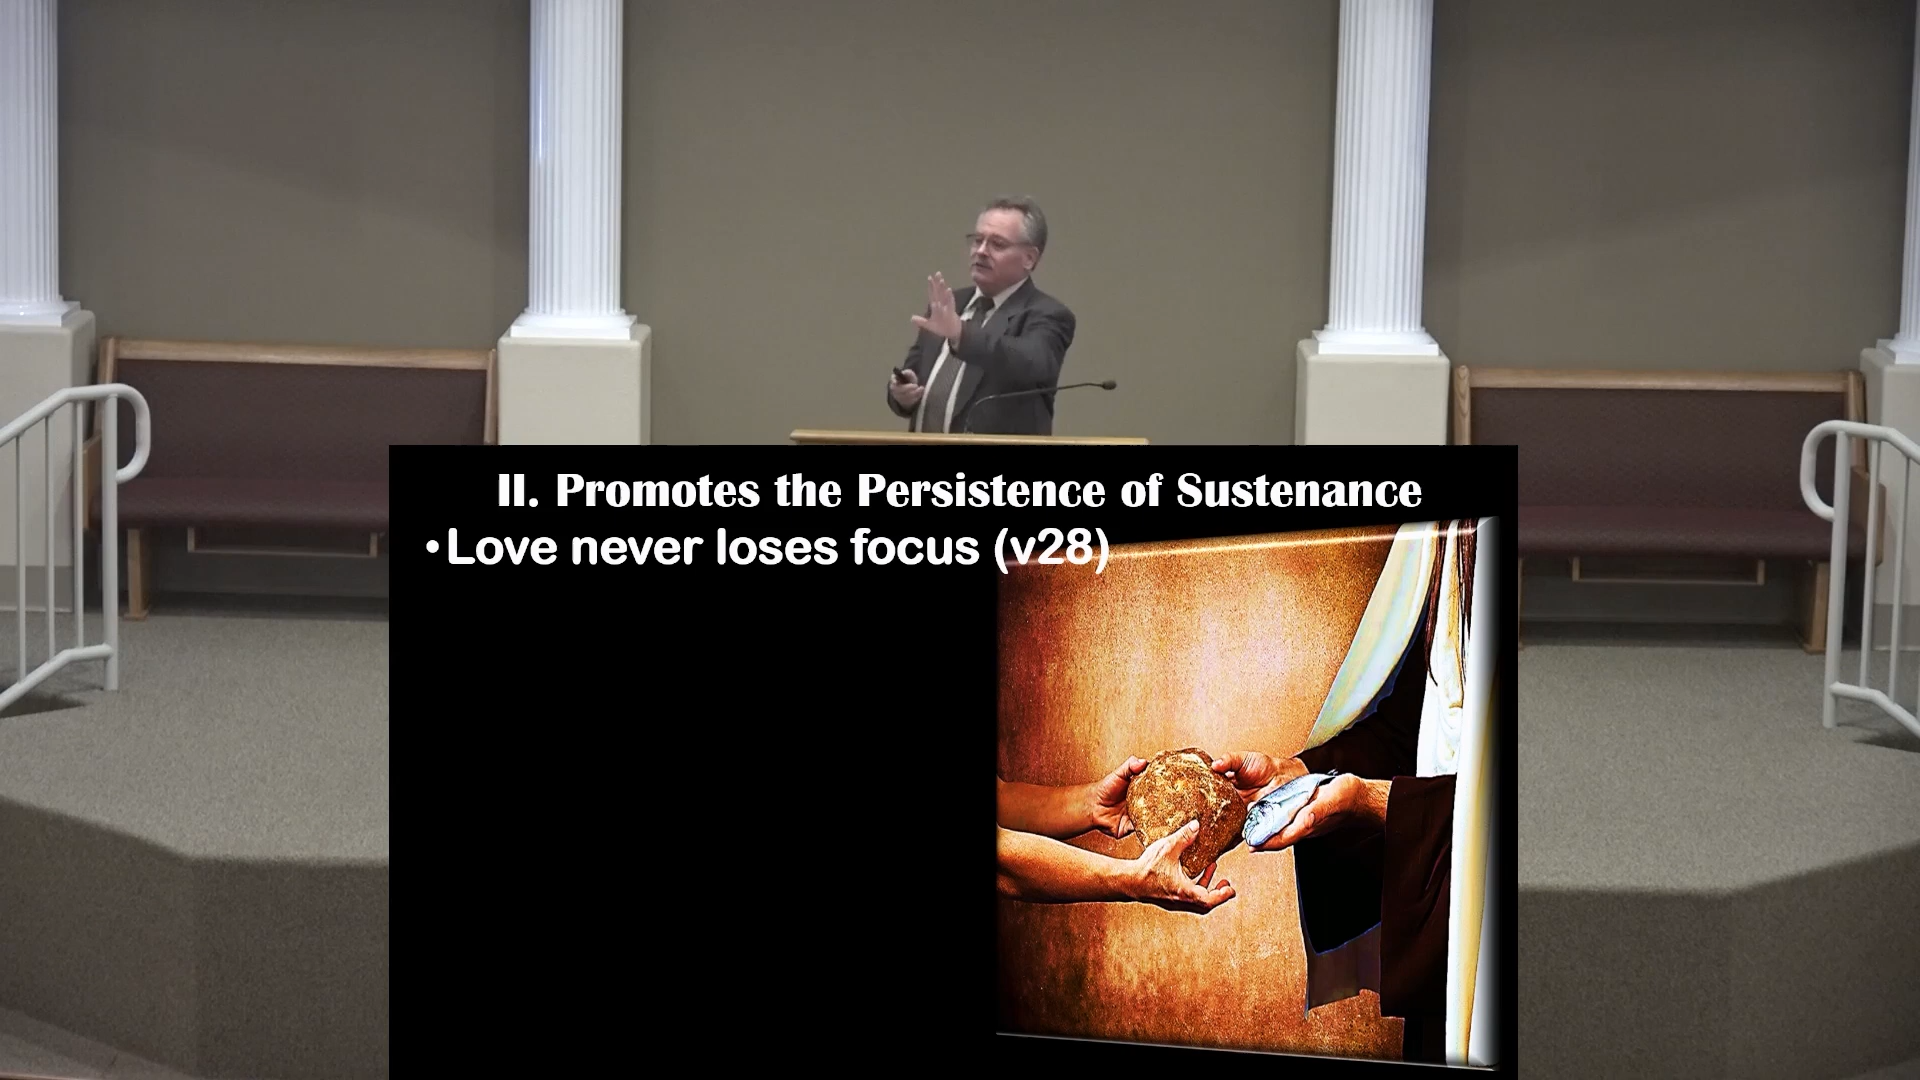 II. Promotes the Persistence of Sustenance
•Love never loses focus (v28)